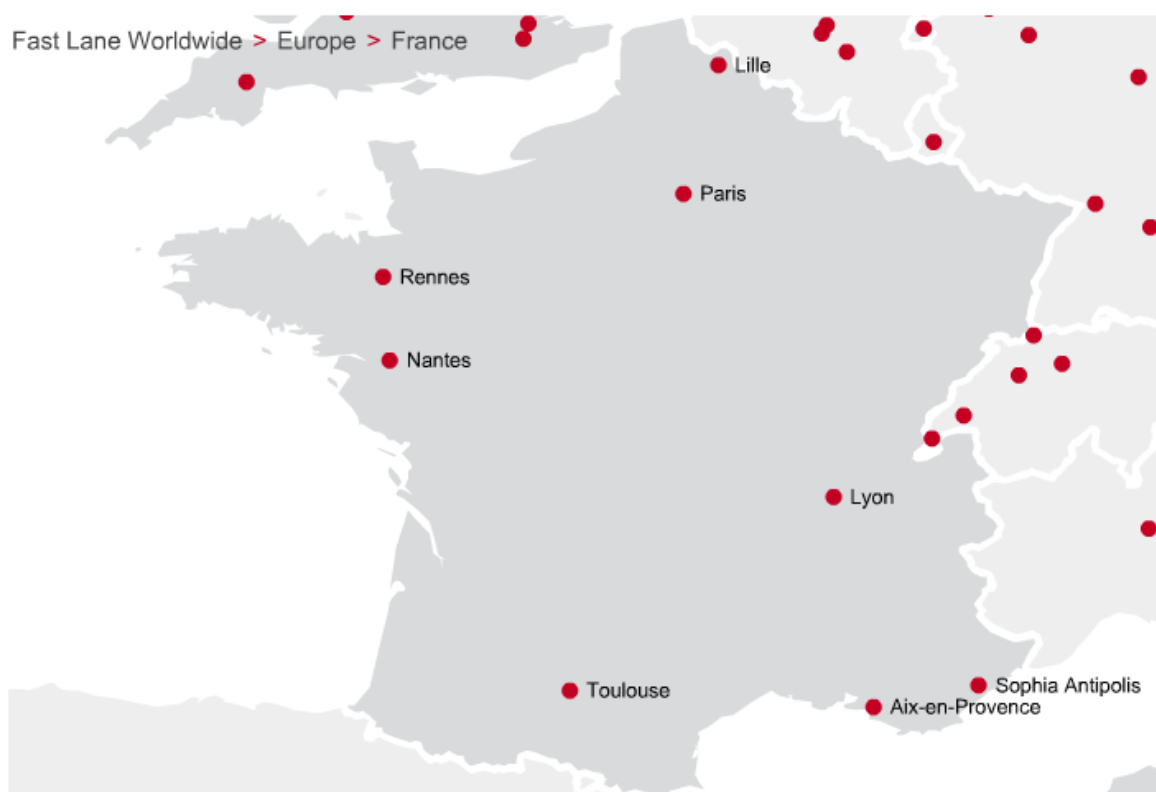 Fast Lane Worldwide > Europe > France
Lille
Paris
Rennes
Nantes
Lyon
Toulouse
Sophia Antipolis
Aix-en-Provence